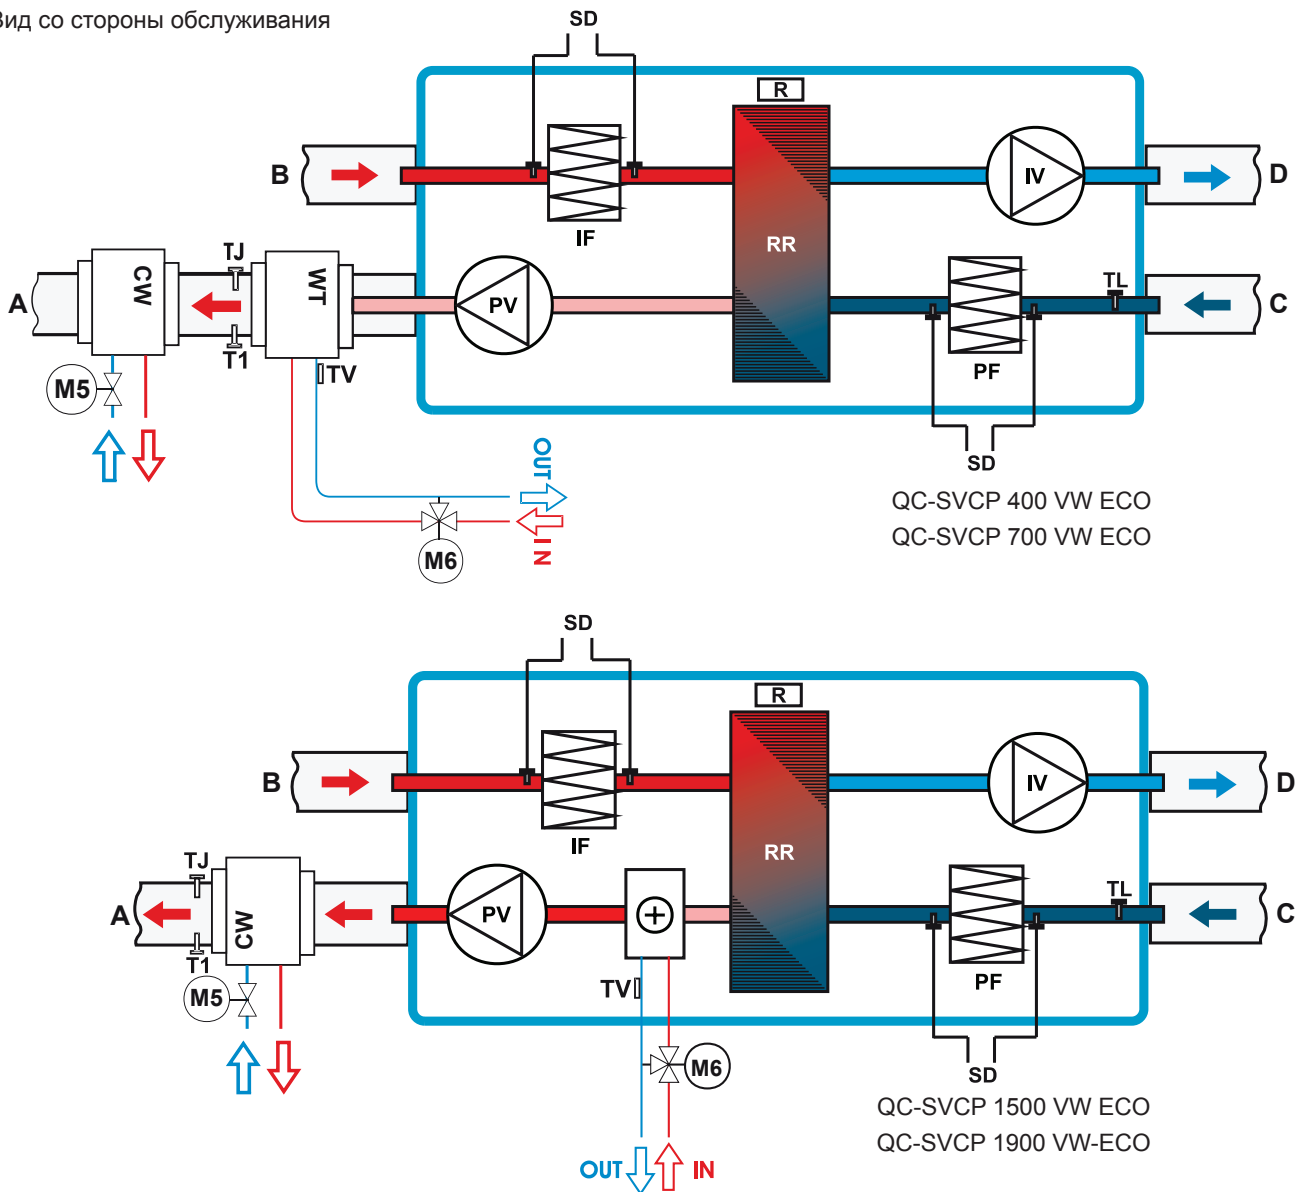 Вид со стороны обслуживания
SD
R
B
IF
RR
IV
D
A
CW
TJ
T1
WT
PV
PF
TL
C
M5
TV
SD
OUT
IN
M6
QC-SVCP 400 VW ECO
QC-SVCP 700 VW ECO
SD
R
B
IF
RR
IV
D
A
TJ
T1
CW
PV
PF
TL
C
M5
TV
M6
SD
OUT
IN
QC-SVCP 1500 VW ECO
QC-SVCP 1900 VW-ECO